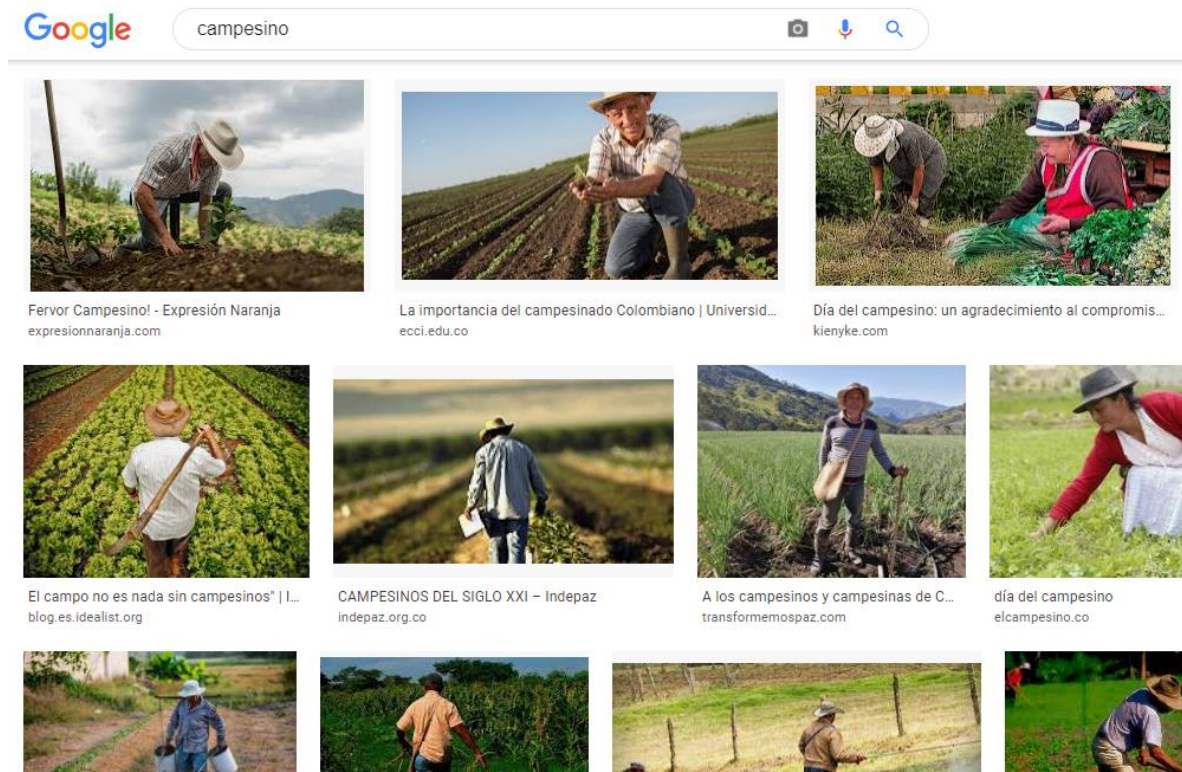 Google
campesino
Fervor Campesino! - Expresión Naranja
expresionnaranja.com
La importancia del campesinado Colombiano | Universid...
ecci.edu.co
Día del campesino: un agradecimiento al compromis...
kienyke.com
El campo no es nada sin campesinos" | I...
blog.es.idealist.org
CAMPESINOS DEL SIGLO XXI – Indepaz
indepaz.org.co
A los campesinos y campesinas de C...
transformemospaz.com
día del campesino
elcampesino.co